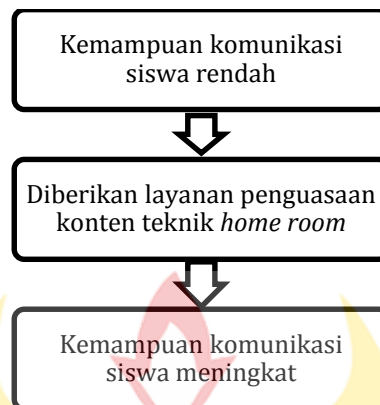 Kemampuan komunikasi
siswa rendah
Diberikan layanan penguasaan
konten teknik home room
Kemampuan komunikasi
siswa meningkat